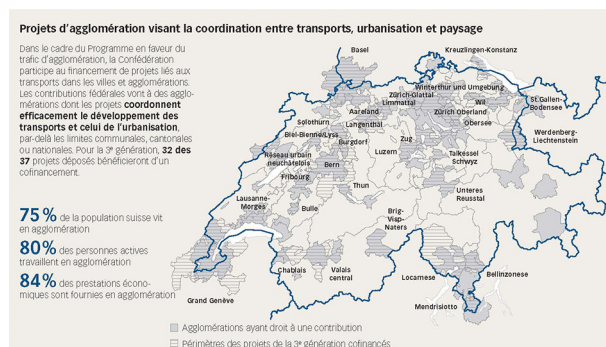 Projets d'agglomération visant la coordination entre transports, urbanisation et paysage
Dans le cadre du Programme en faveur du
trafic d'agglomération, la Confédération
participe au financement de projets liés aux
transports dans les villes et agglomérations.
Les contributions fédérales vont à des agglo-
mérations dont les projets coordonnent
efficacement le développement des
transports et celui de l'urbanisation,
par-delà les limites communales, cantonales
ou nationales. Pour la 3e génération, 32 des
37 projets déposés bénéficieront d'un
cofinancement.
75% de la population suisse vit
en agglomération
80% des personnes actives
travaillent en agglomération
84% des prestations écono-
miques sont fournies en agglomération
Basel
Kreuzlingen-Konstanz
Winterthur und Umgebung
Zürich-Glattal
Limmattal
Wil
St.Gallen-
Bodensee
Aareland
Zürich Oberland
Solothurn
Langenthal
Obersee
Werdenberg-
Liechtenstein
Biel-Bienne/Lyss
Burgdorf
Zug
Réseau urbain
neuchâtelois
Luzern
Talkessel
Schwyz
Bern
Fribourg
Thun
Unteres
Reusstal
Lausanne-
Morges
Bulle
Brig-
Visp-
Naters
Chablais
Valais
central
Locarnese
Bellinzonese
Grand Genève
Mendrisiotto
Agglomérations ayant droit à une contribution
Périmètres des projets de la 3e génération cofinancés